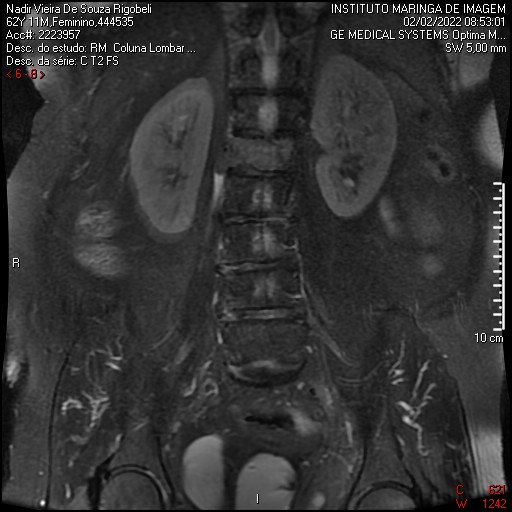 Nadir Vieira De Souza Rigobeli
62Y 11M,Feminino,444535
Acc#: 2223957
Desc. do estudo: RM Coluna Lombar ...
Desc. da série: C T2 FS
< 6 - 8 >
INSTITUTO MARINGA DE IMAGEM
02/02/2022 08:53:01
GE MEDICAL SYSTEMS Optima M...
SW 5,00 mm
R
10 cm
I
C 621
W 1242